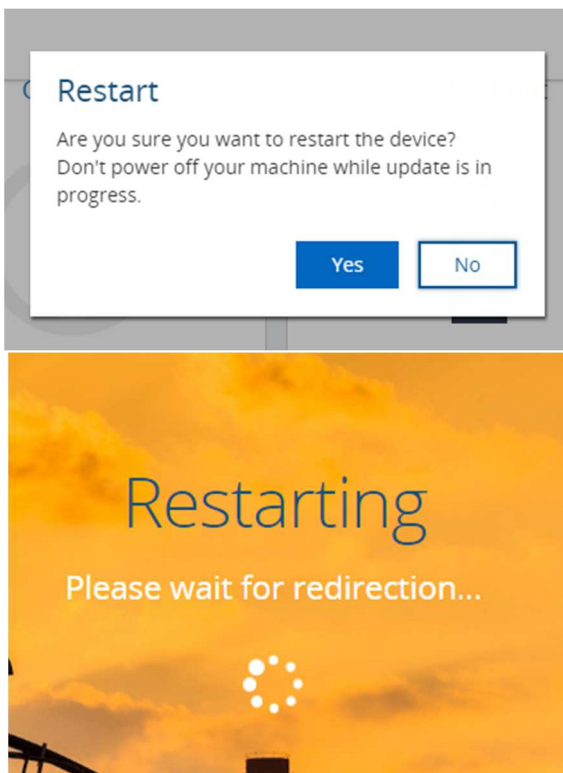 Restart
Are you sure you want to restart the device?
Don't power off your machine while update is in
progress.
Yes
No
Restarting
Please wait for redirection...